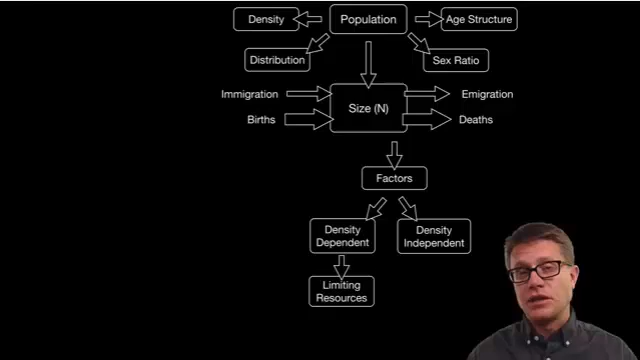 Density
Population
Age Structure
Distribution
Sex Ratio
Immigration
Size (N)
Emigration
Births
Deaths
Factors
Density
Dependent
Density
Independent
Limiting
Resources